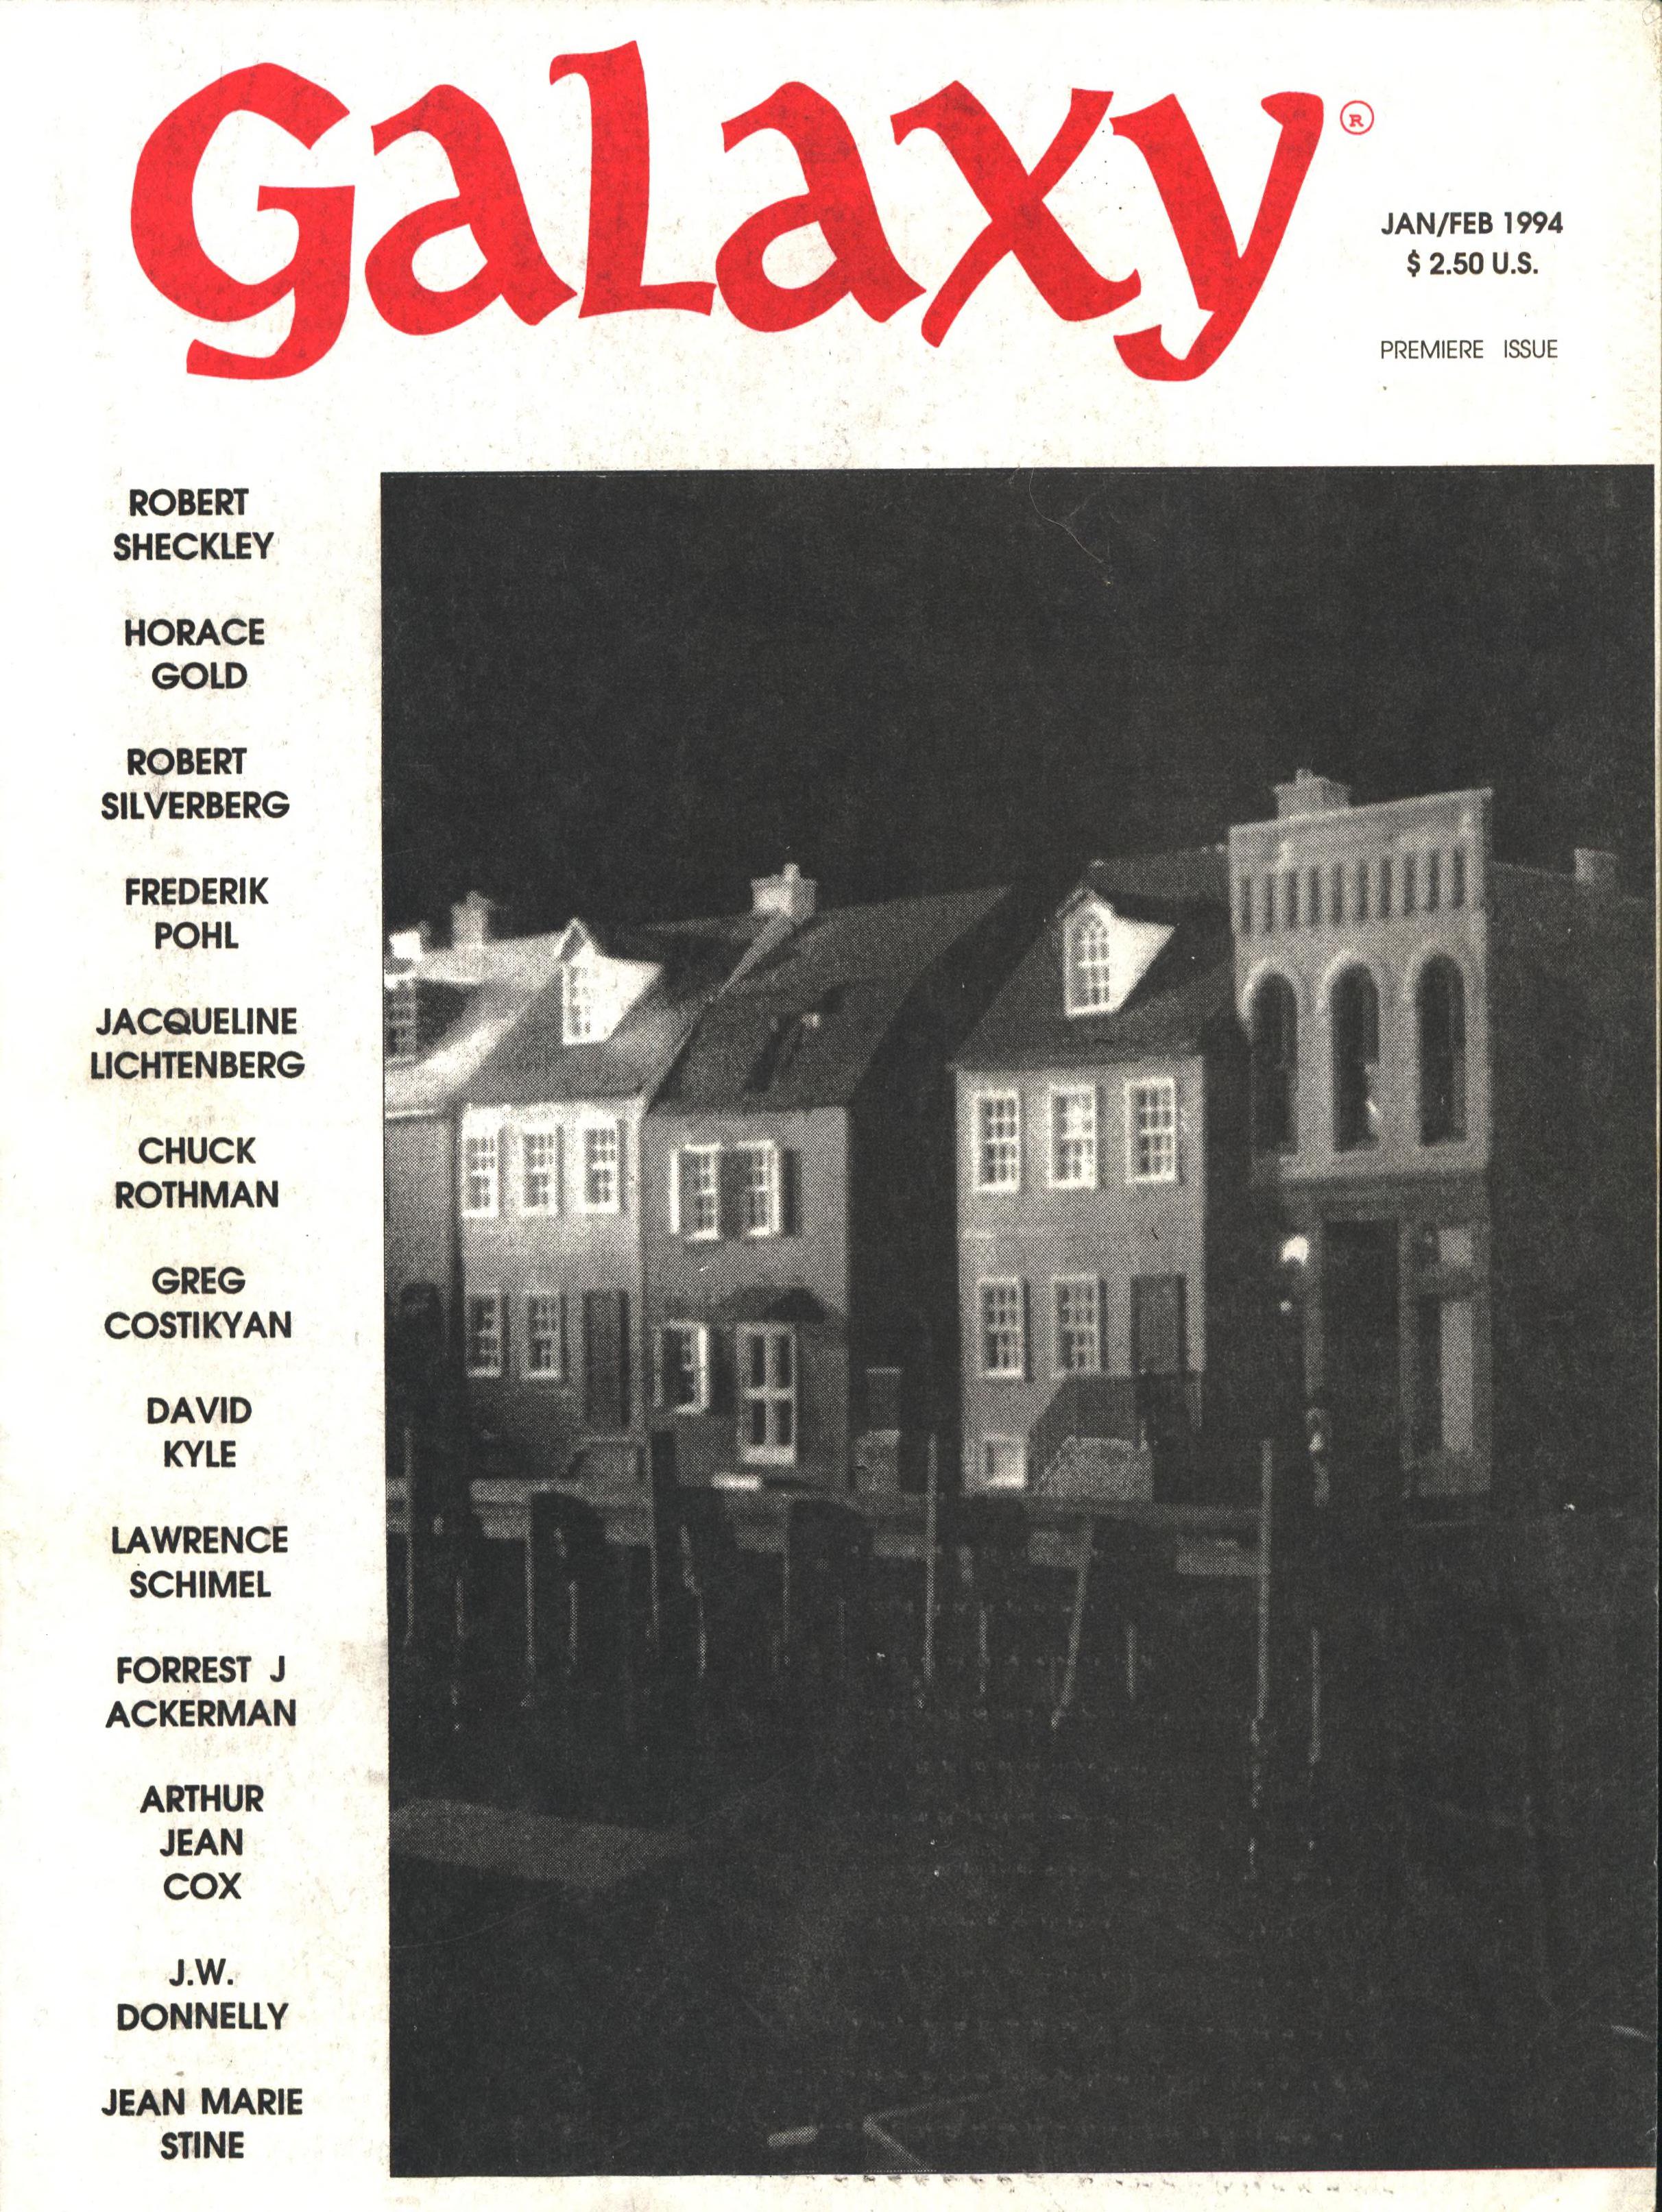 Galaxy®
JAN/FEB 1994
$ 2.50 U.S.
PREMIERE ISSUE
ROBERT
SHECKLEY
HORACE
GOLD
ROBERT
SILVERBERG
FREDERIK
POHL
JACQUELINE
LICHTENBERG
CHUCK
ROTHMAN
GREG
COSTIKYAN
DAVID
KYLE
LAWRENCE
SCHIMEL
FORREST J
ACKERMAN
ARTHUR
JEAN
COX
J.W.
DONNELLY
JEAN MARIE
STINE